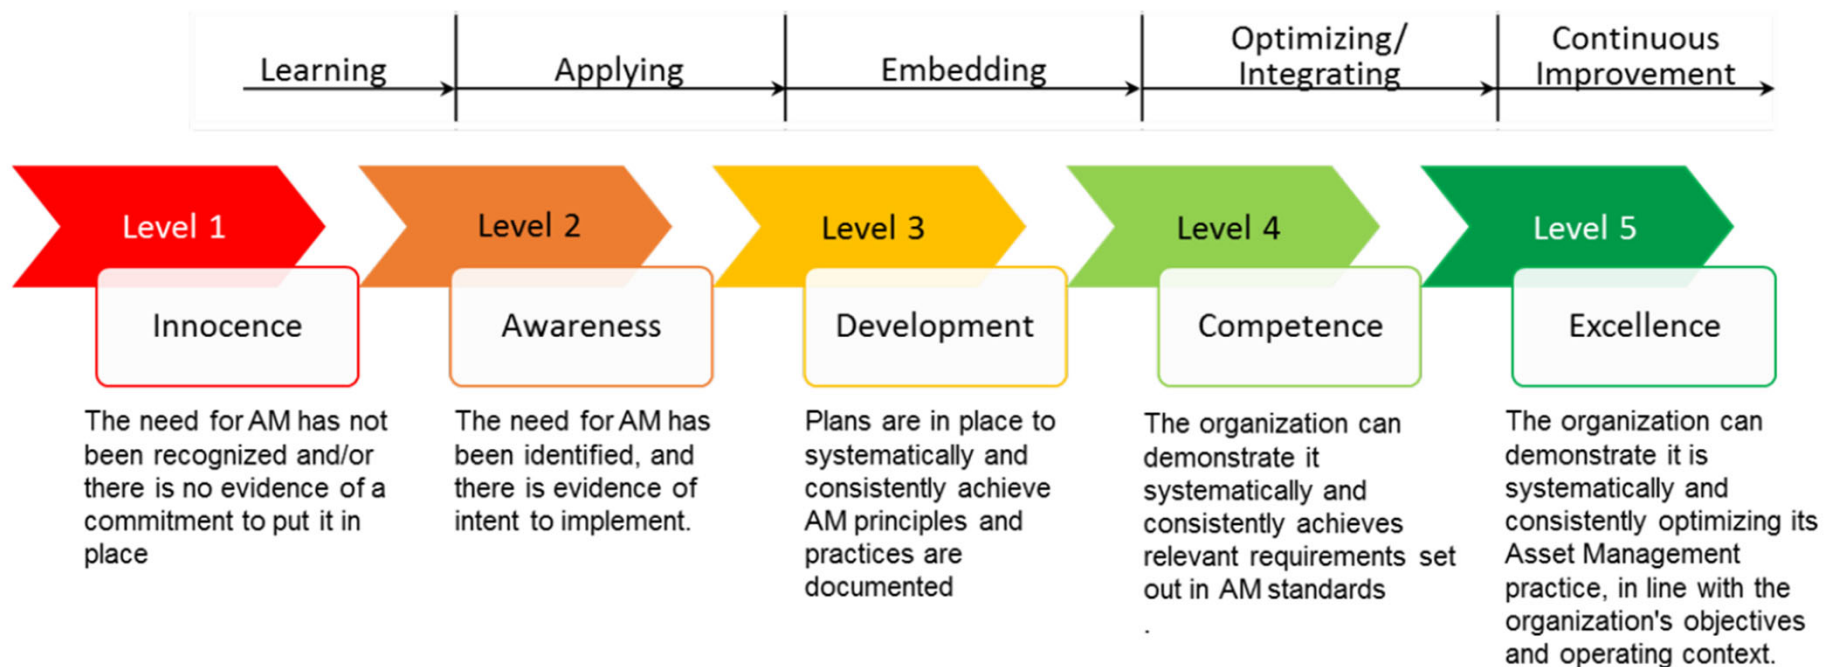 Learning
Applying
Embedding
Optimizing/
Integrating
Continuous
Improvement
Level 1
Level 2
Level 3
Level 4
Level 5
Innocence
Awareness
Development
Competence
Excellence
The need for AM has not
been recognized and/or
there is no evidence of a
commitment to put it in
place
The need for AM has
been identified, and
there is evidence of
intent to implement.
Plans are in place to
systematically and
consistently achieve
AM principles and
practices are
documented
The organization can
demonstrate it
systematically and
consistently achieves
relevant requirements set
out in AM standards
.
The organization can
demonstrate it is
systematically and
consistently optimizing its
Asset Management
practice, in line with the
organization's objectives
and operating context.